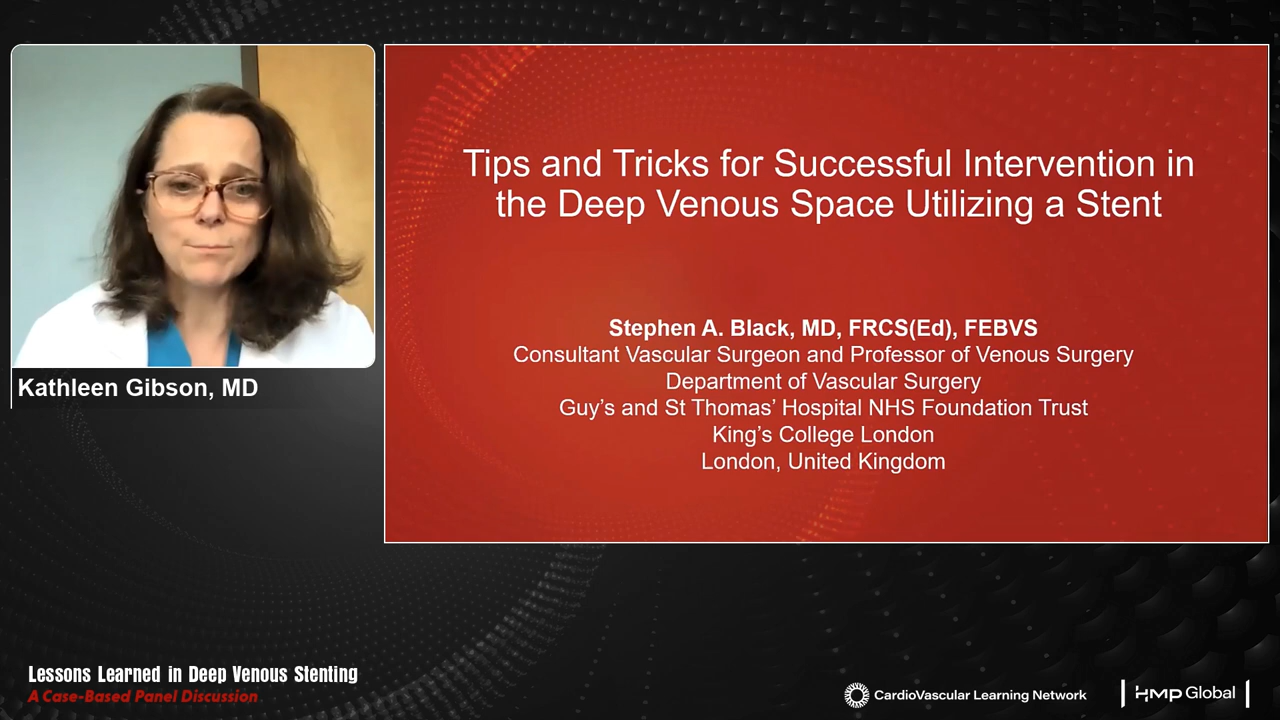 Tips and Tricks for Successful Intervention in
the Deep Venous Space Utilizing a Stent
Stephen A. Black, MD, FRCS(Ed), FEBVS
Consultant Vascular Surgeon and Professor of Venous Surgery
Department of Vascular Surgery
Guy's and St Thomas' Hospital NHS Foundation Trust
King's College London
London, United Kingdom
Kathleen Gibson, MD
Lessons Learned in Deep Venous Stenting
A Case-Based Panel Discussion
CardioVascular Learning Network
HMP Global